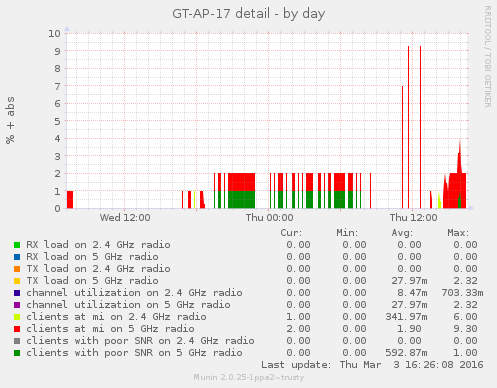 GT-AP-17 detail - by day
RRDTOOL / TOBI OETIKER
% + abs
10
9
8
7
6
5
4
3
2
1
0
Wed 12:00 Thu 00:00 Thu 12:00
Cur: Min: Avg: Max:
RX load on 2.4 GHz radio 0.00 0.00 0.00 0.00
RX load on 5 GHz radio 0.00 0.00 0.00 0.00
TX load on 2.4 GHz radio 0.00 0.00 0.00 0.00
TX load on 5 GHz radio 0.00 0.00 27.97m 2.32
channel utilization on 2.4 GHz radio 0.00 0.00 8.47m 703.33m
channel utilization on 5 GHz radio 0.00 0.00 27.97m 2.32
clients at mi on 2.4 GHz radio 1.00 0.00 341.97m 6.00
clients at mi on 5 GHz radio 2.00 0.00 1.90 9.30
clients with poor SNR on 2.4 GHz radio 0.00 0.00 0.00 0.00
clients with poor SNR on 5 GHz radio 0.00 0.00 592.87m 1.00
Last update: Thu Mar 3 16:26:08 2016
Munin 2.0.25-1ppa2~trusty